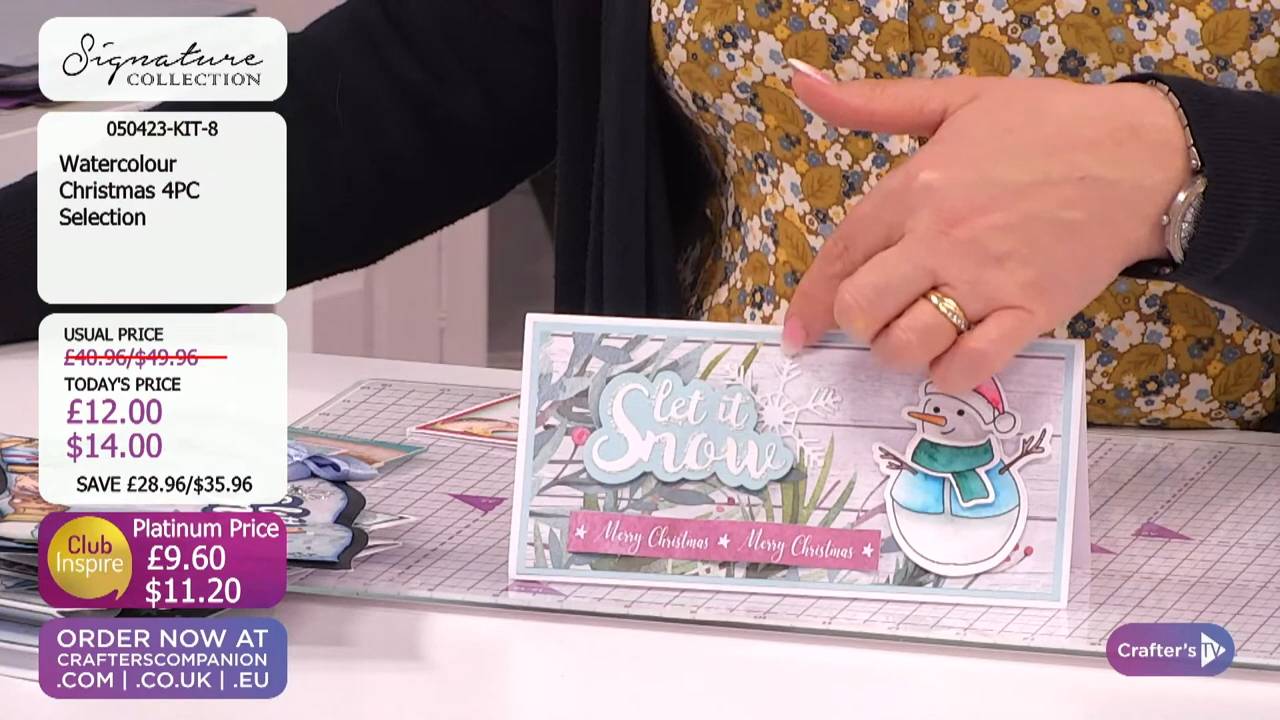 Signature
COLLECTION
050423-KIT-8
Watercolour
Christmas 4PC
Selection
USUAL PRICE
£40.96/$49.96
TODAY'S PRICE
£12.00
$14.00
SAVE £28.96/$35.96
Club
Inspire
Platinum Price
£9.60
$11.20
ORDER NOW AT
CRAFTERSCOMPANION
.COM | .CO.UK | .EU
let it
Snow
Merry Christmas ★ Merry Christmas
Crafter's TV